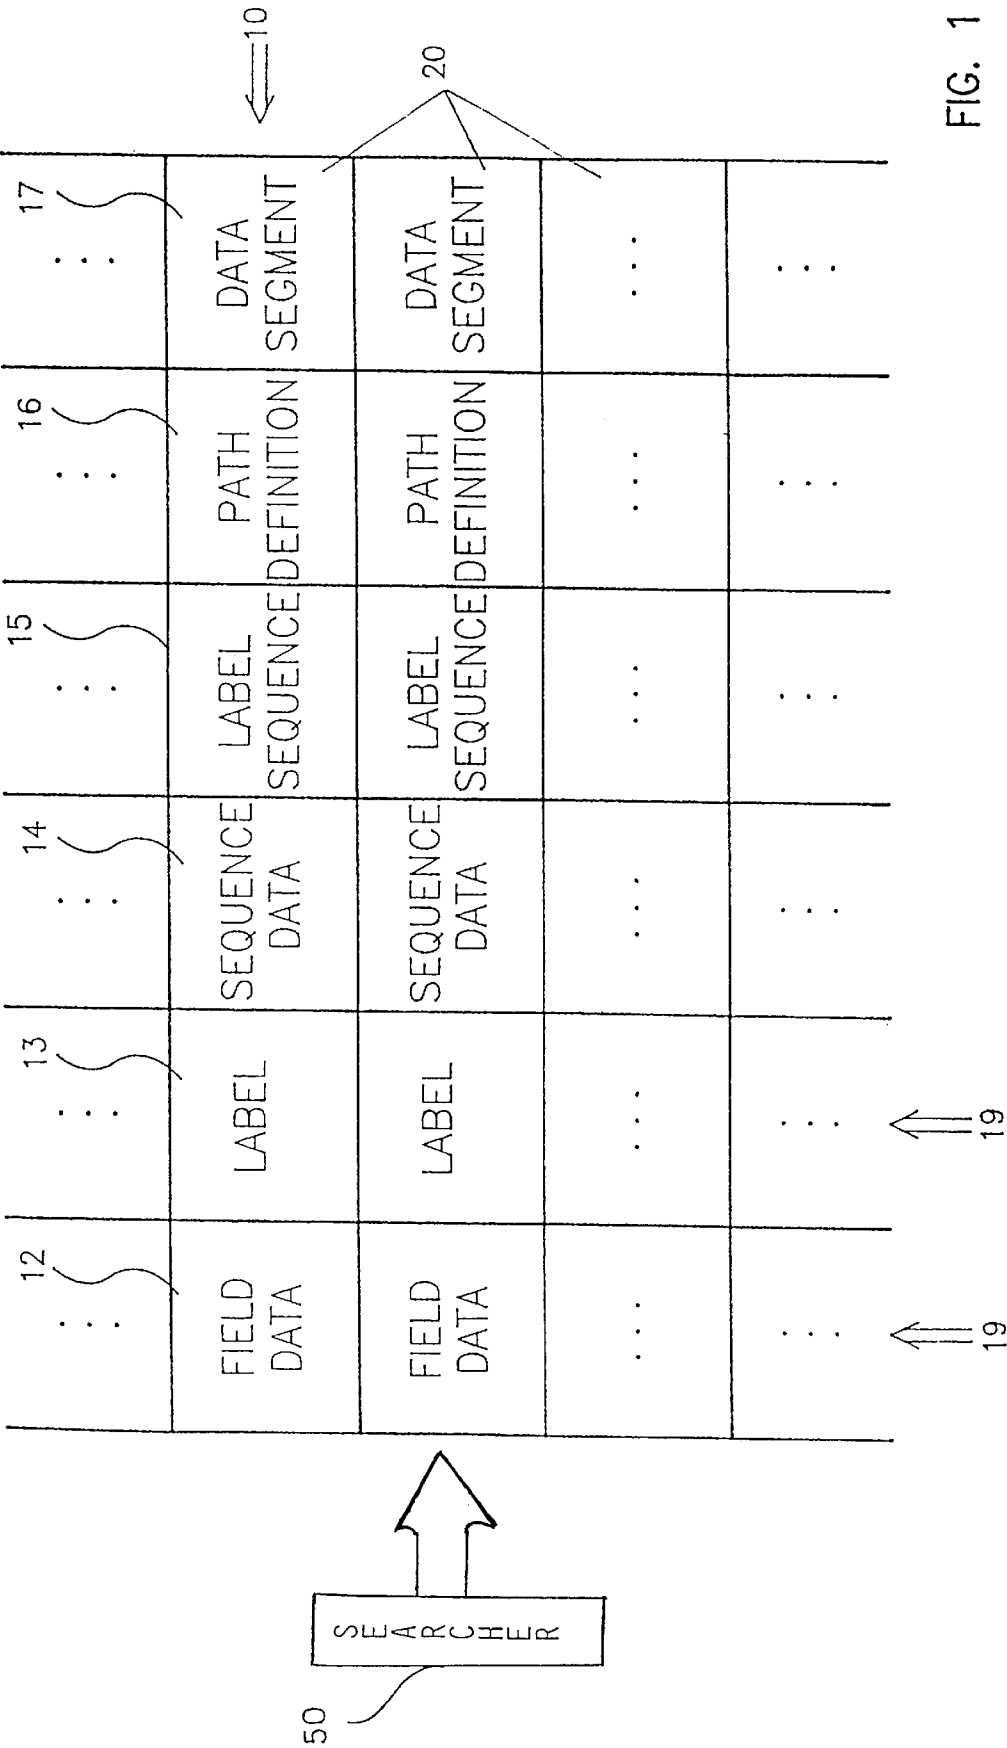 12
13
14
15
16
17
. . .
. . .
. . .
. . .
. . .
. . .
FIELD
DATA
LABEL
SEQUENCE
DATA
LABEL
SEQUENCE
PATH
DEFINITION
DATA
SEGMENT
10
50
SEARCHER
FIELD
DATA
LABEL
SEQUENCE
DATA
LABEL
SEQUENCE
PATH
DEFINITION
DATA
SEGMENT
20
. . .
. . .
. . .
. . .
. . .
. . .
. . .
. . .
. . .
. . .
. . .
. . .
19
19
FIG. 1